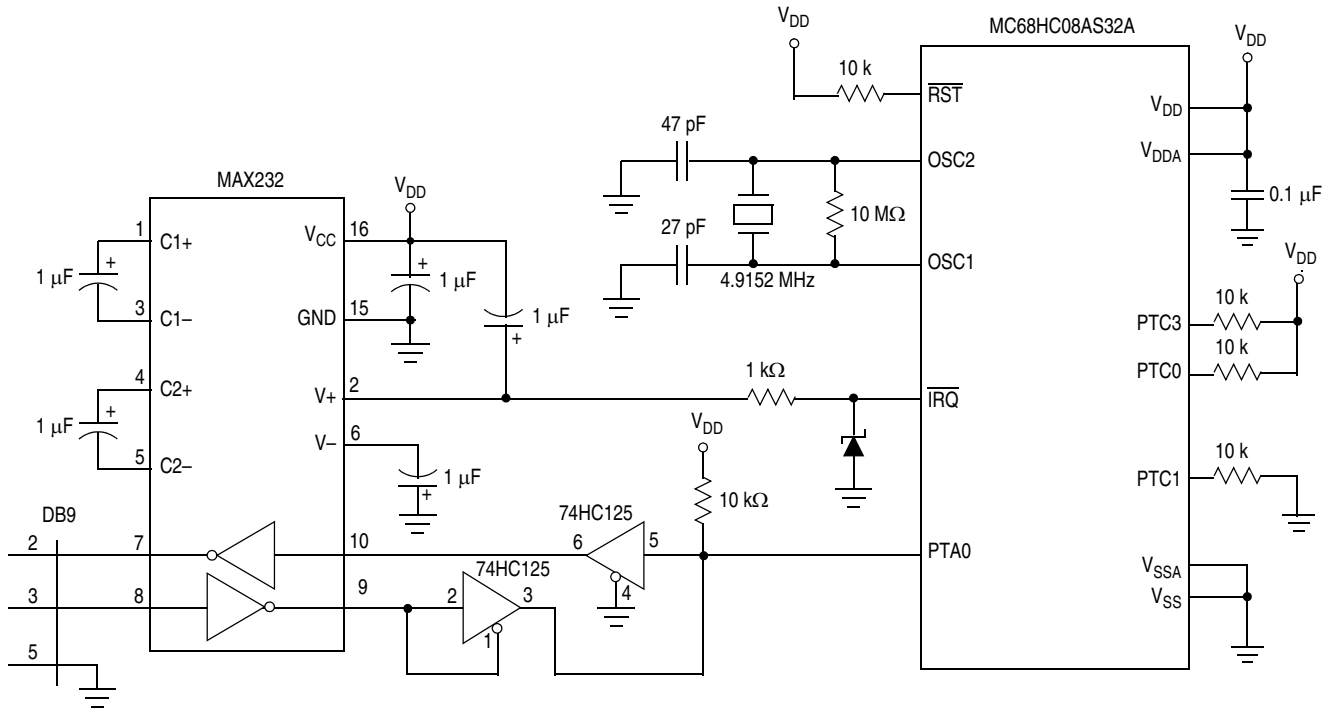 V_DD
MC68HC08AS32A
V_DD
10 k
RST
V_DD
47 pF
OSC2
V_DDA
MAX232
V_DD
10 MΩ
0.1 μF
1
C1+
V_CC
16
27 pF
+
+
OSC1
V_DD
1 μF
1 μF
4.9152 MHz
3
C1–
GND
15
1 μF
+
10 k
PTC3
10 k
PTC0
4
C2+
V+
2
1 kΩ
IRQ
+
1 μF
V–
6
V_DD
5
C2–
1 μF
+
10 k
PTC1
10 kΩ
DB9
74HC125
2
7
10
6
5
PTA0
4
74HC125
V_SSA
3
8
9
2
3
V_SS
1
5